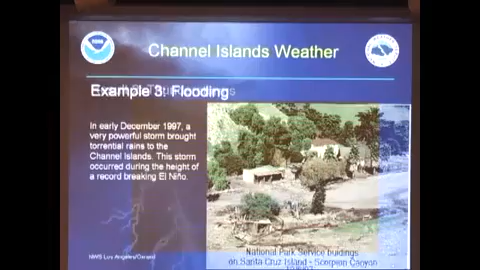 Channel Islands Weather
Example 3: Flooding
In early December 1997, a
very powerful storm brought
torrential rains to the
Channel Islands. This storm
occurred during the height of
a record breaking El Niño.
NWS Los Angeles/Oxnard
National Park Service buildings
on Santa Cruz Island - Scorpion Canyon